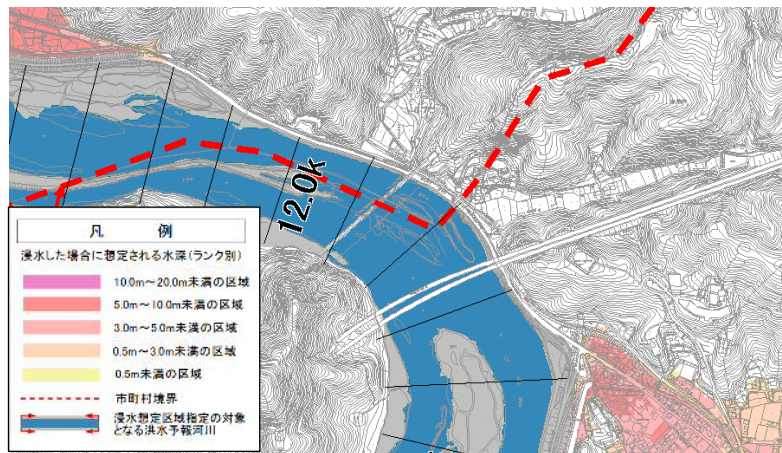 12.0k
凡 例
浸水した場合に想定される水深(ランク別)
10.0m～20.0m未満の区域
5.0m～10.0m未満の区域
3.0m～5.0m未満の区域
0.5m～3.0m未満の区域
0.5m未満の区域
市町村境界
浸水想定区域指定の対象
となる洪水予報河川